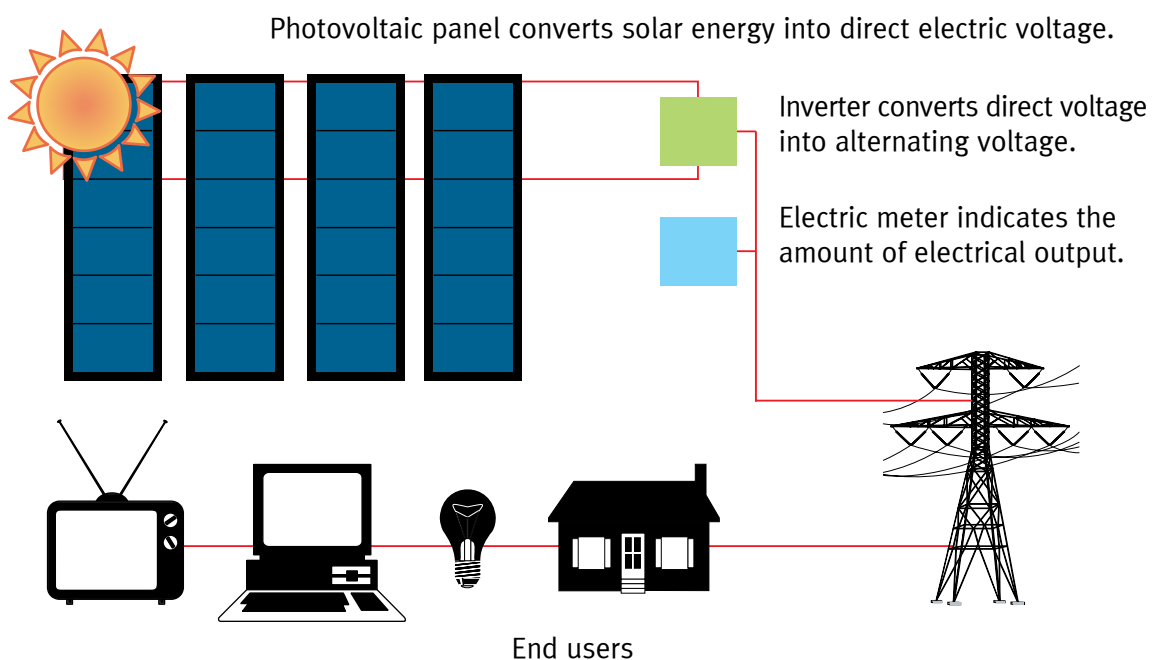 Photovoltaic panel converts solar energy into direct electric voltage.
Inverter converts direct voltage
into alternating voltage.
Electric meter indicates the
amount of electrical output.
End users